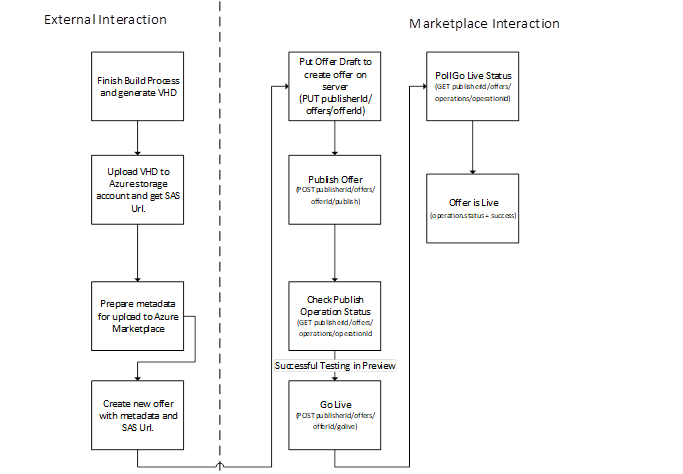 External Interaction
Marketplace Interaction
Finish Build Process
and generate VHD
Upload VHD to
Azure storage
account and get SAS
Url.
Prepare metadata
for upload to Azure
Marketplace
Create new offer
with metadata and
SAS Url.
Put Offer Draft to
create offer on
server
(PUT publisherId/
offers/offerId)
Publish Offer
(POST publisherId/offers/
offerId/publish)
Check Publish
Operation Status
(GET publisherId/offers/
operations/operationId
Successful Testing in Preview
Go Live
(POST publisherId/offers/
offerId/golive)
Poll Go Live Status
(GET publisherId/offers/
operations/operationId)
Offer is Live
(operation.status = success)